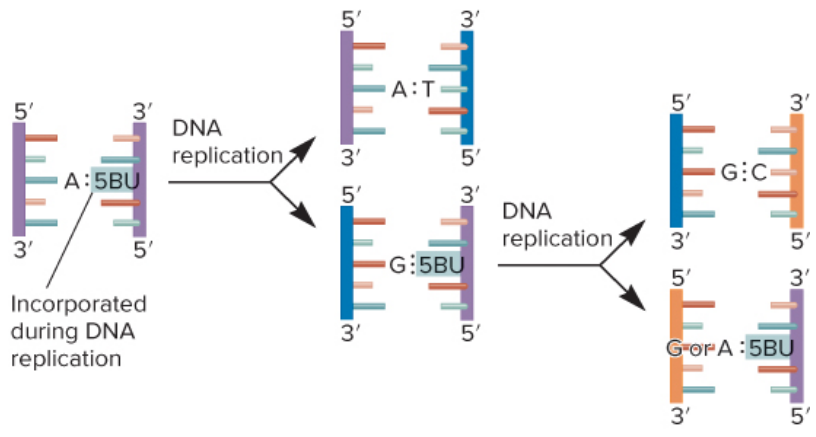 5′ 3′
A:5BU
3′ 5′
Incorporated
during DNA
replication
DNA
replication
5′ 3′
A:T
3′ 5′
5′ 3′
G⋮5BU
3′ 5′
DNA
replication
5′ 3′
G⋮C
3′ 5′
5′ 3′
G or A:5BU
3′ 5′